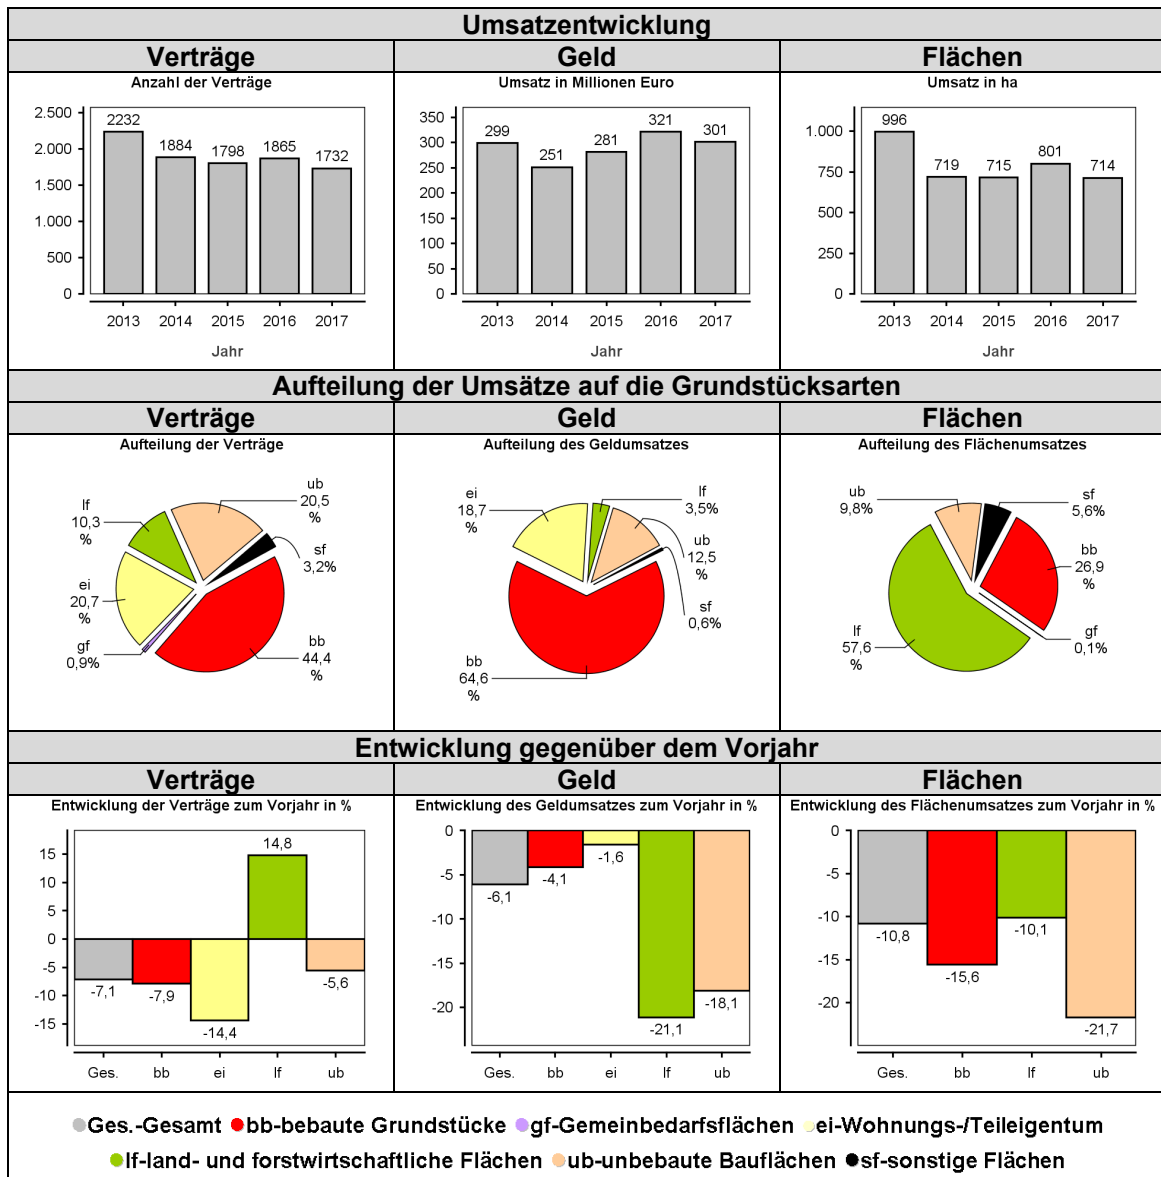 Umsatzentwicklung
Verträge
Geld
Flächen
Anzahl der Verträge
2.500
2.000
1.500
1.000
500
0
2232
1884
1798
1865
1732
2013 2014 2015 2016 2017
Jahr
Umsatz in Millionen Euro
350
300
250
200
150
100
50
0
299
251
281
321
301
2013 2014 2015 2016 2017
Jahr
Umsatz in ha
1.000
750
500
250
0
996
719
715
801
714
2013 2014 2015 2016 2017
Jahr
Aufteilung der Umsätze auf die Grundstücksarten
Verträge
Geld
Flächen
Aufteilung der Verträge
ub
20,5
%
lf
10,3
%
sf
3,2%
ei
20,7
%
gf
0,9%
bb
44,4
%
Aufteilung des Geldumsatzes
ei
18,7
%
lf
3,5%
ub
12,5
%
sf
0,6%
bb
64,6
%
Aufteilung des Flächenumsatzes
ub
9,8%
sf
5,6%
bb
26,9
%
gf
0,1%
lf
57,6
%
Entwicklung gegenüber dem Vorjahr
Verträge
Geld
Flächen
Entwicklung der Verträge zum Vorjahr in %
15
10
5
0
-5
-10
-15
-7,1
-7,9
-14,4
14,8
-5,6
Ges. bb ei lf ub
Entwicklung des Geldumsatzes zum Vorjahr in %
0
-5
-10
-15
-20
-6,1
-4,1
-1,6
-21,1
-18,1
Ges. bb ei lf ub
Entwicklung des Flächenumsatzes zum Vorjahr in %
0
-5
-10
-15
-20
-10,8
-15,6
-10,1
-21,7
Ges. bb lf ub
Ges.-Gesamt bb-bebaute Grundstücke gf-Gemeinbedarfsflächen ei-Wohnungs-/Teileigentum
lf-land- und forstwirtschaftliche Flächen ub-unbebaute Bauflächen sf-sonstige Flächen